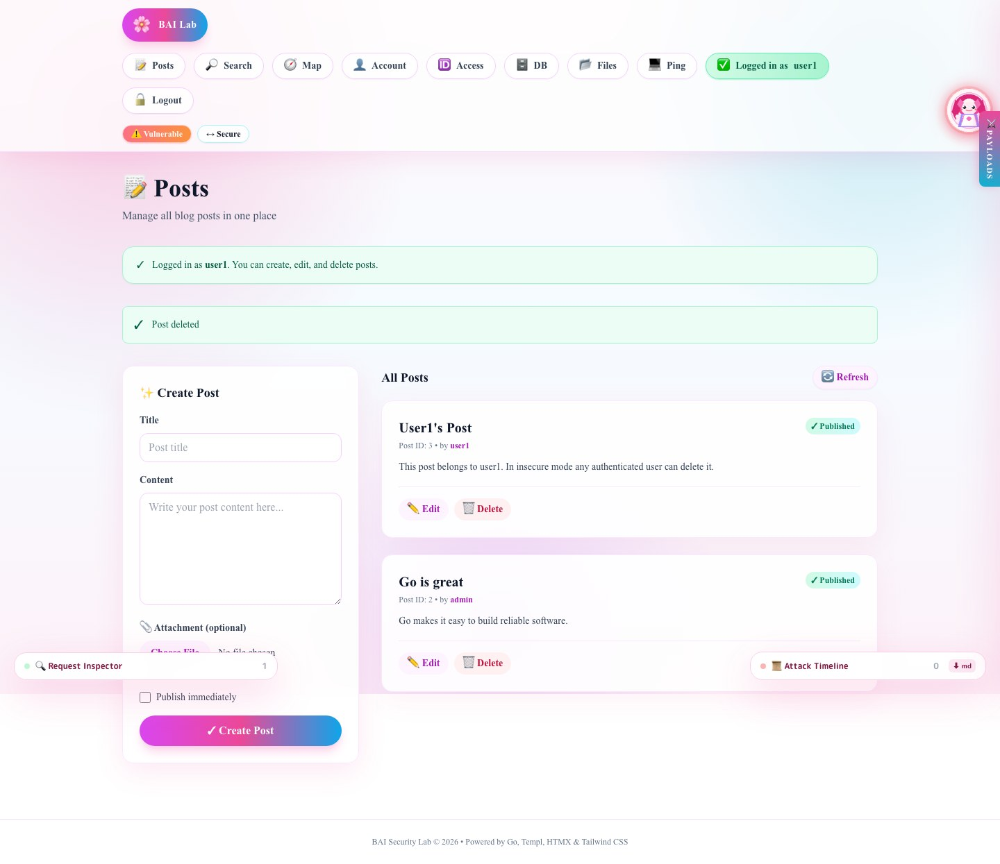 BAI Lab
Posts
Search
Map
Account
Access
DB
Files
Ping
Logged in as user1
Logout
Vulnerable
↔ Secure
PAYLOADS
Posts
Manage all blog posts in one place
✓ Logged in as user1. You can create, edit, and delete posts.
✓ Post deleted
Create Post
Title
Post title
Content
Write your post content here...
Attachment (optional)
Choose File No file chosen
Request Inspector 1
Publish immediately
✓ Create Post
All Posts
Refresh
User1's Post
✓ Published
Post ID: 3 • by user1
This post belongs to user1. In insecure mode any authenticated user can delete it.
Edit
Delete
Go is great
✓ Published
Post ID: 2 • by admin
Go makes it easy to build reliable software.
Edit
Delete
Attack Timeline 0 ⬇ md
BAI Security Lab © 2026 • Powered by Go, Templ, HTMX & Tailwind CSS